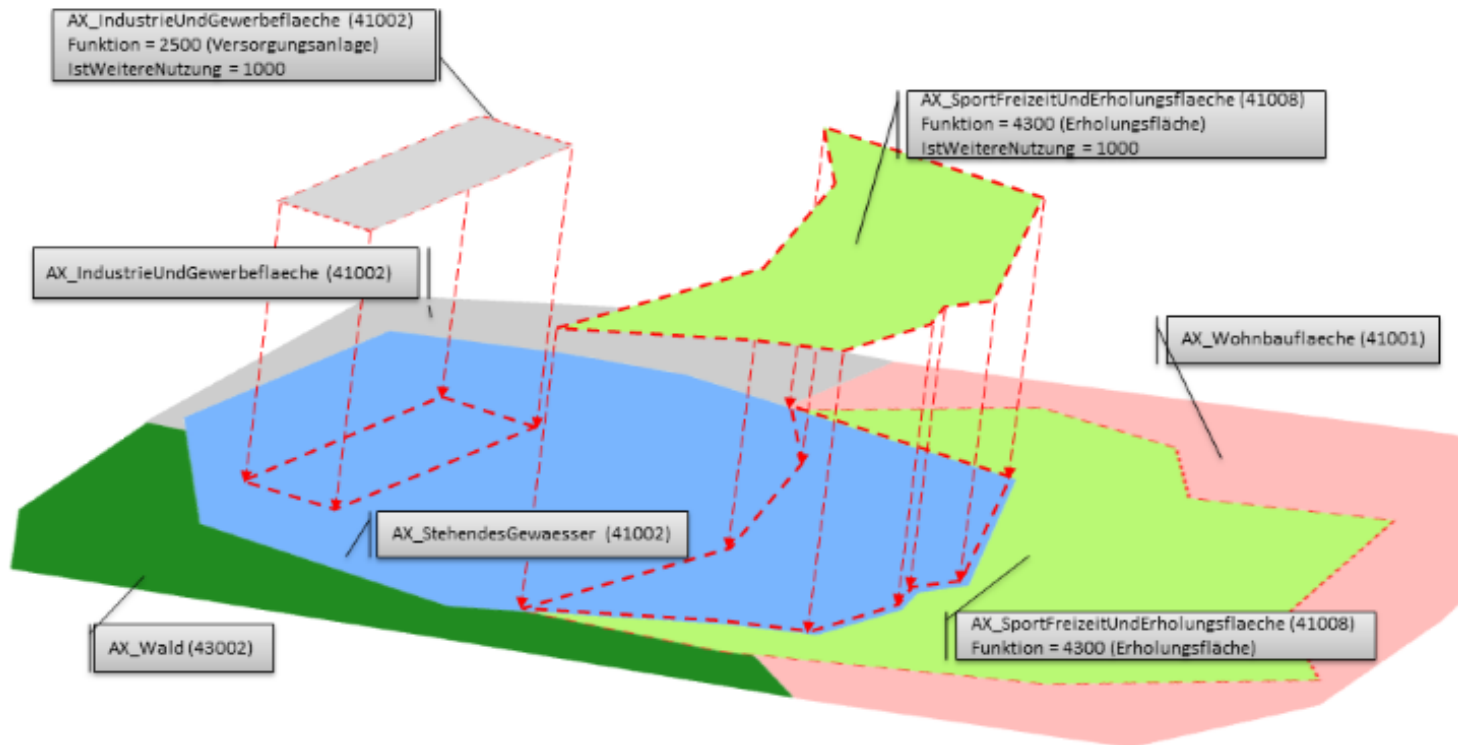 AX_IndustrieUndGewerbeflaeche (41002)
Funktion = 2500 (Versorgungsanlage)
IstWeitereNutzung = 1000
AX_SportFreizeitUndErholungsflaeche (41008)
Funktion = 4300 (Erholungsfläche)
IstWeitereNutzung = 1000
AX_IndustrieUndGewerbeflaeche (41002)
AX_Wohnbauflaeche (41001)
AX_StehendesGewaesser (41002)
AX_SportFreizeitUndErholungsflaeche (41008)
Funktion = 4300 (Erholungsfläche)
AX_Wald (43002)